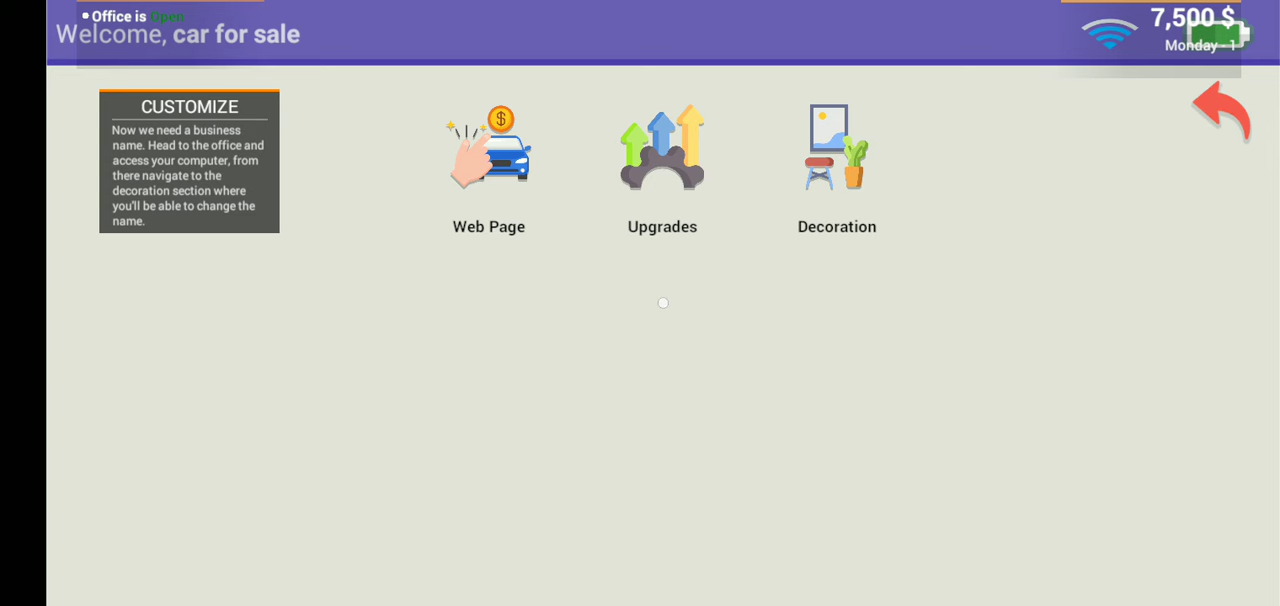 Office is Open
Welcome, car for sale
7,500 $
Monday - 1
CUSTOMIZE
Now we need a business
name. Head to the office and
access your computer, from
there navigate to the
decoration section where
you'll be able to change the
name.
Web Page
Upgrades
Decoration